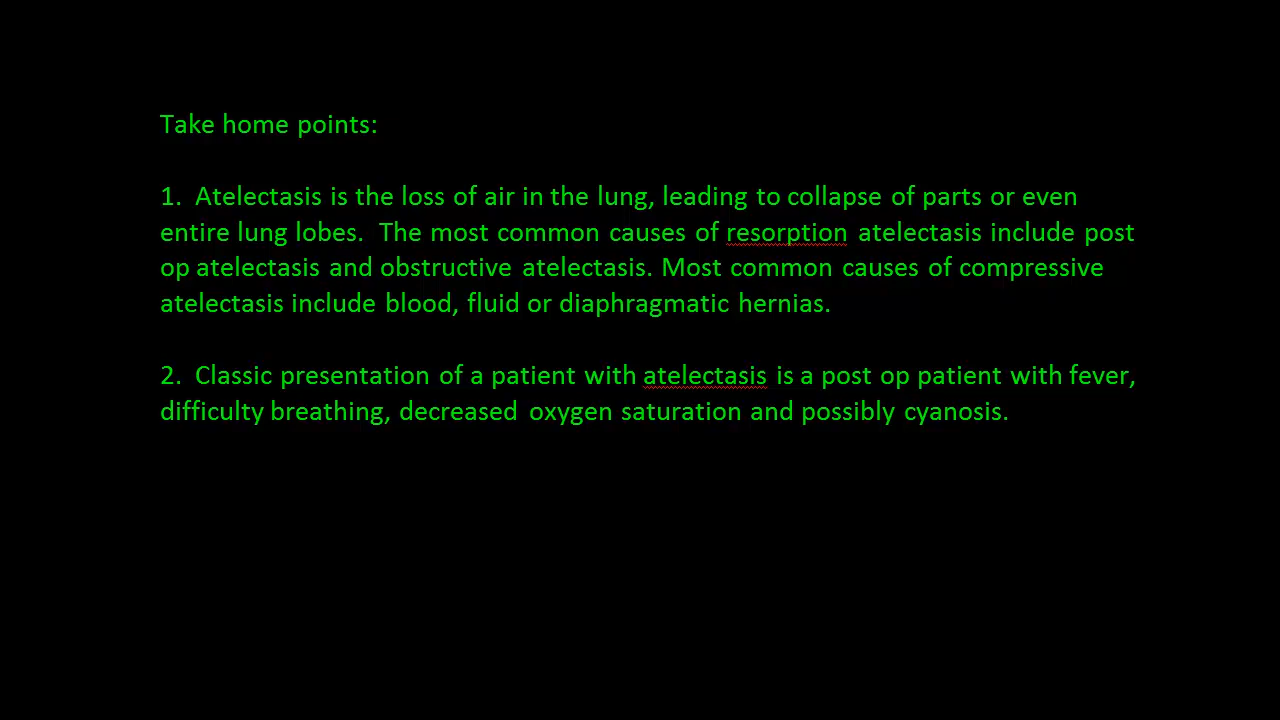 Take home points:
1.  Atelectasis is the loss of air in the lung, leading to collapse of parts or even
entire lung lobes.  The most common causes of resorption atelectasis include post
op atelectasis and obstructive atelectasis. Most common causes of compressive
atelectasis include blood, fluid or diaphragmatic hernias.
2.  Classic presentation of a patient with atelectasis is a post op patient with fever,
difficulty breathing, decreased oxygen saturation and possibly cyanosis.